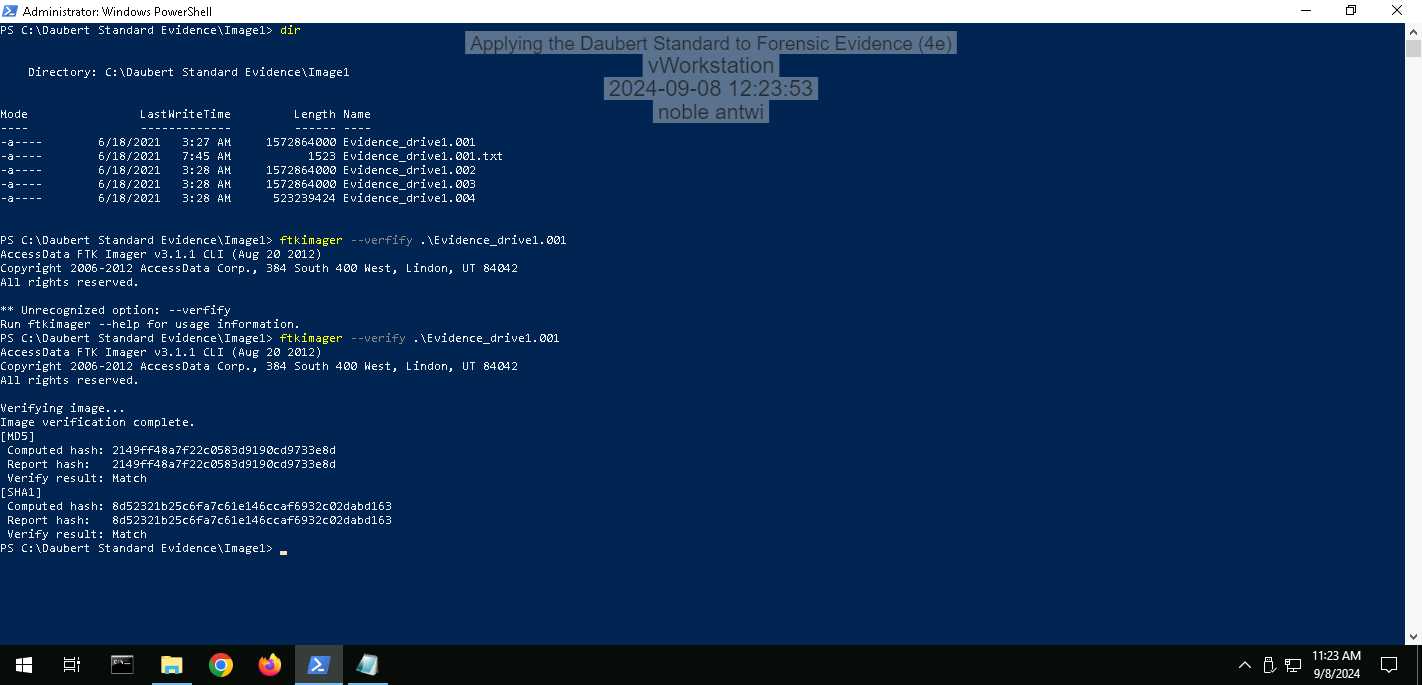 Administrator: Windows PowerShell
PS C:\Daubert Standard Evidence\Image1> dir
Applying the Daubert Standard to Forensic Evidence (4e)
vWorkstation
2024-09-08 12:23:53
noble antwi
Directory: C:\Daubert Standard Evidence\Image1
Mode LastWriteTime Length Name
---- ------------- ------ ----
-a---- 6/18/2021 3:27 AM 1572864000 Evidence_drive1.001
-a---- 6/18/2021 7:45 AM 1523 Evidence_drive1.001.txt
-a---- 6/18/2021 3:28 AM 1572864000 Evidence_drive1.002
-a---- 6/18/2021 3:28 AM 1572864000 Evidence_drive1.003
-a---- 6/18/2021 3:28 AM 523239424 Evidence_drive1.004
PS C:\Daubert Standard Evidence\Image1> ftkimager --verfify .\Evidence_drive1.001
AccessData FTK Imager v3.1.1 CLI (Aug 20 2012)
Copyright 2006-2012 AccessData Corp., 384 South 400 West, Lindon, UT 84042
All rights reserved.
** Unrecognized option: --verfify
Run ftkimager --help for usage information.
PS C:\Daubert Standard Evidence\Image1> ftkimager --verify .\Evidence_drive1.001
AccessData FTK Imager v3.1.1 CLI (Aug 20 2012)
Copyright 2006-2012 AccessData Corp., 384 South 400 West, Lindon, UT 84042
All rights reserved.
Verifying image...
Image verification complete.
[MD5]
Computed hash: 2149ff48a7f22c0583d9190cd9733e8d
Report hash: 2149ff48a7f22c0583d9190cd9733e8d
Verify result: Match
[SHA1]
Computed hash: 8d52321b25c6fa7c61e146ccaf6932c02dabd163
Report hash: 8d52321b25c6fa7c61e146ccaf6932c02dabd163
Verify result: Match
PS C:\Daubert Standard Evidence\Image1>
11:23 AM
9/8/2024